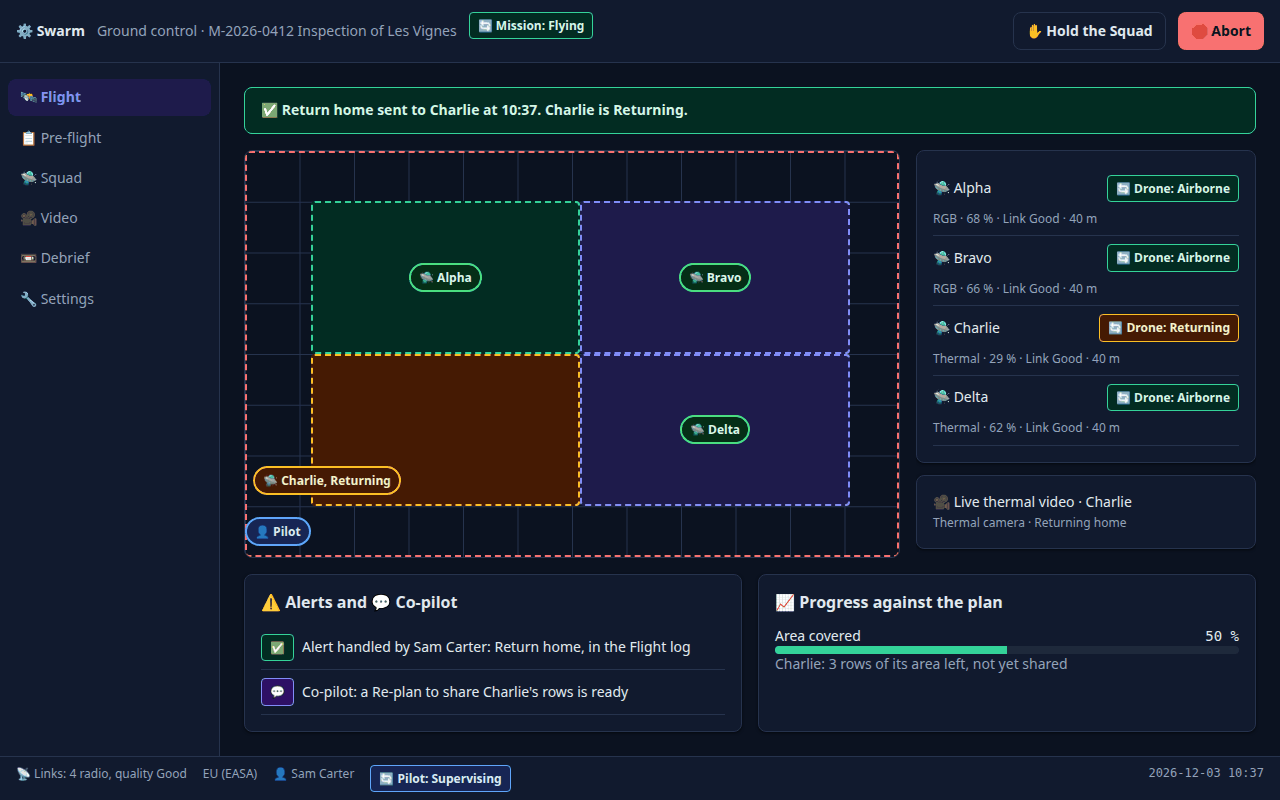 ⚙️ Swarm
Ground control · M-2026-0412 Inspection of Les Vignes
🔄 Mission: Flying
✋ Hold the Squad
🛑 Abort
🛰️ Flight
📋 Pre-flight
🛸 Squad
🎥 Video
📼 Debrief
🔧 Settings
✅ Return home sent to Charlie at 10:37. Charlie is Returning.
🛸 Alpha
🛸 Bravo
🛸 Delta
🛸 Charlie, Returning
👤 Pilot
🛸 Alpha
🔄 Drone: Airborne
RGB · 68 % · Link Good · 40 m
🛸 Bravo
🔄 Drone: Airborne
RGB · 66 % · Link Good · 40 m
🛸 Charlie
🔄 Drone: Returning
Thermal · 29 % · Link Good · 40 m
🛸 Delta
🔄 Drone: Airborne
Thermal · 62 % · Link Good · 40 m
🎥 Live thermal video · Charlie
Thermal camera · Returning home
⚠️ Alerts and 💬 Co-pilot
✅ Alert handled by Sam Carter: Return home, in the Flight log
💬 Co-pilot: a Re-plan to share Charlie's rows is ready
📈 Progress against the plan
Area covered 50 %
Charlie: 3 rows of its area left, not yet shared
📡 Links: 4 radio, quality Good
EU (EASA)
👤 Sam Carter
🔄 Pilot: Supervising
2026-12-03 10:37